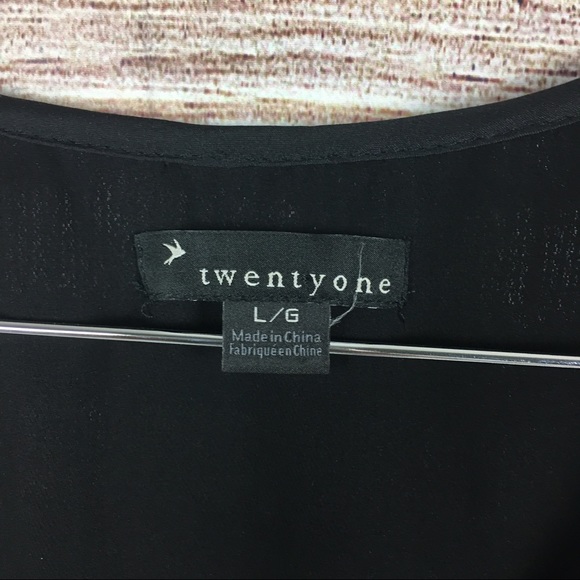 twentyone
L/G
Made in China
Fabriqué en Chine